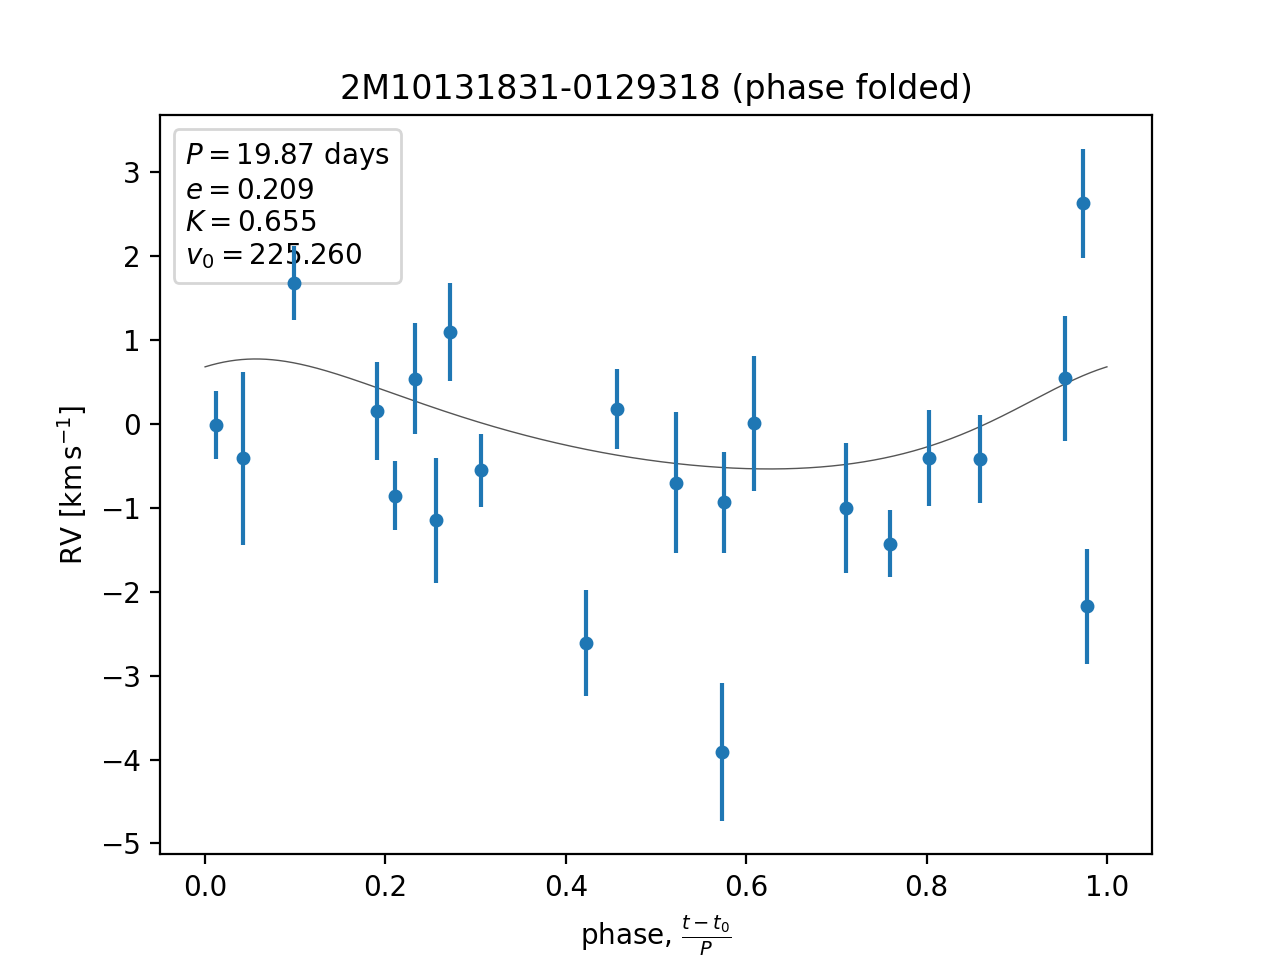 2M10131831-0129318 (phase folded)
P = 19.87 days
e = 0.209
K = 0.655
v₀ = 225.260
3
2
1
0
−1
−2
−3
−4
−5
RV [km s⁻¹]
0.0 0.2 0.4 0.6 0.8 1.0
phase, (t − t₀)/P